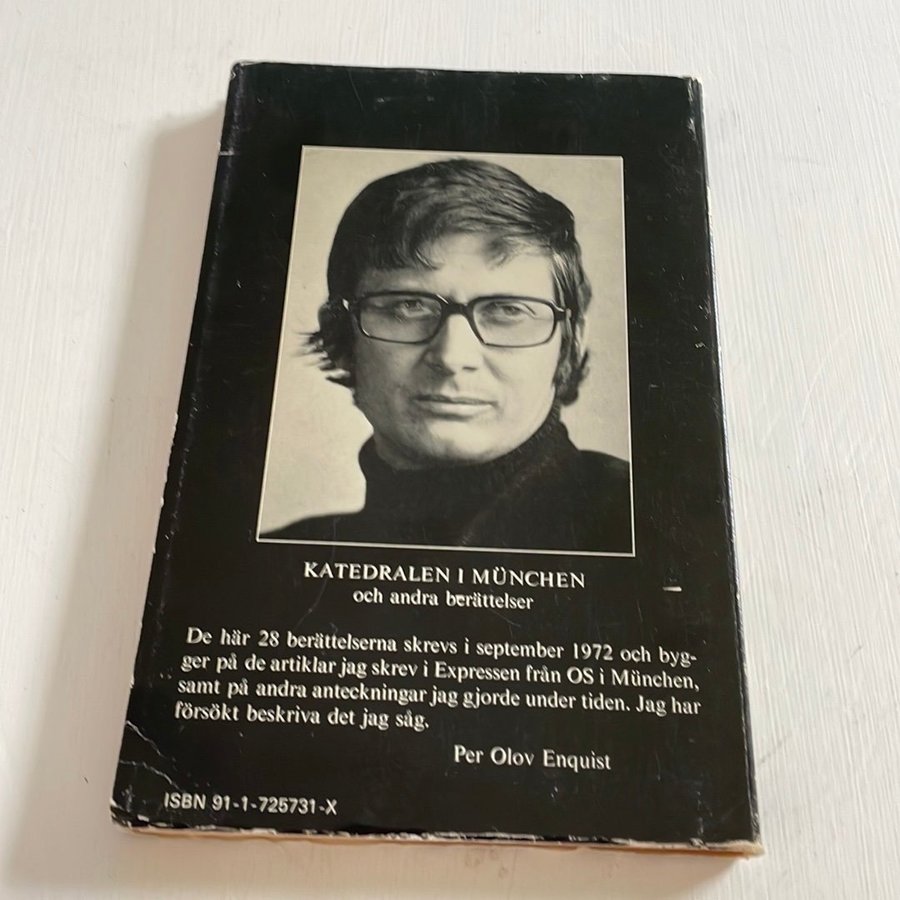 KATEDRALEN I MÜNCHEN
och andra berättelser
De här 28 berättelserna skrevs i september 1972 och byg-
ger på de artiklar jag skrev i Expressen från OS i München,
samt på andra anteckningar jag gjorde under tiden. Jag har
försökt beskriva det jag såg.
Per Olov Enquist
ISBN 91-1-725731-X